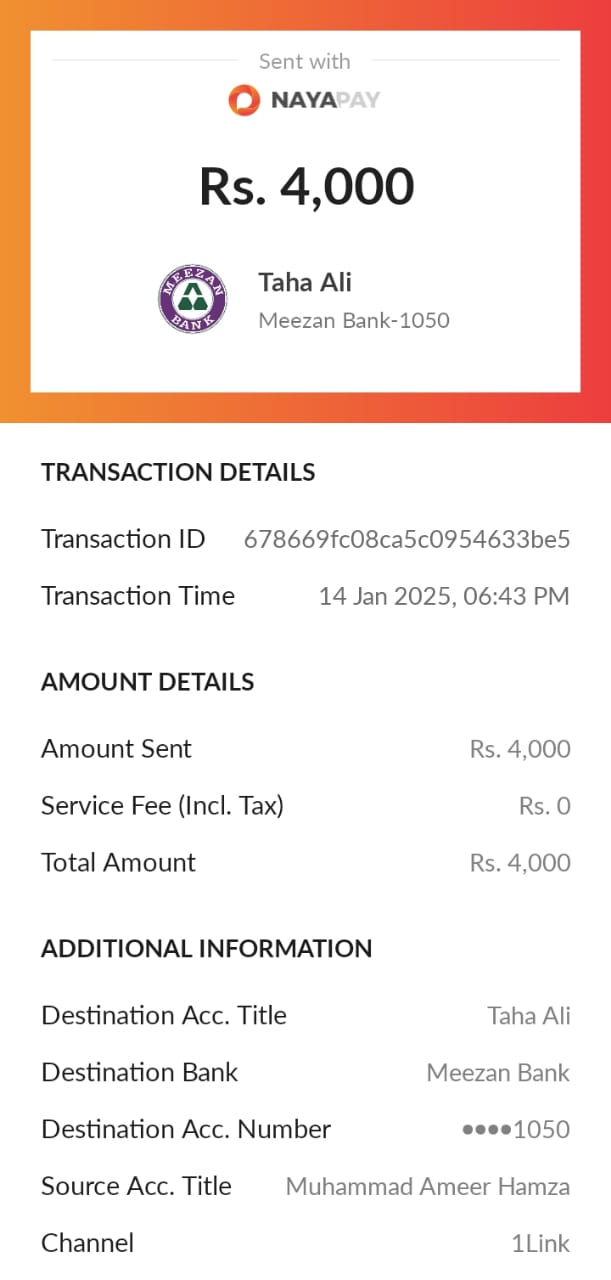 Sent with
NAYAPAY
Rs. 4,000
MEEZAN BANK
Taha Ali
Meezan Bank-1050
TRANSACTION DETAILS
Transaction ID 678669fc08ca5c0954633be5
Transaction Time 14 Jan 2025, 06:43 PM
AMOUNT DETAILS
Amount Sent Rs. 4,000
Service Fee (Incl. Tax) Rs. 0
Total Amount Rs. 4,000
ADDITIONAL INFORMATION
Destination Acc. Title Taha Ali
Destination Bank Meezan Bank
Destination Acc. Number ••••1050
Source Acc. Title Muhammad Ameer Hamza
Channel 1Link